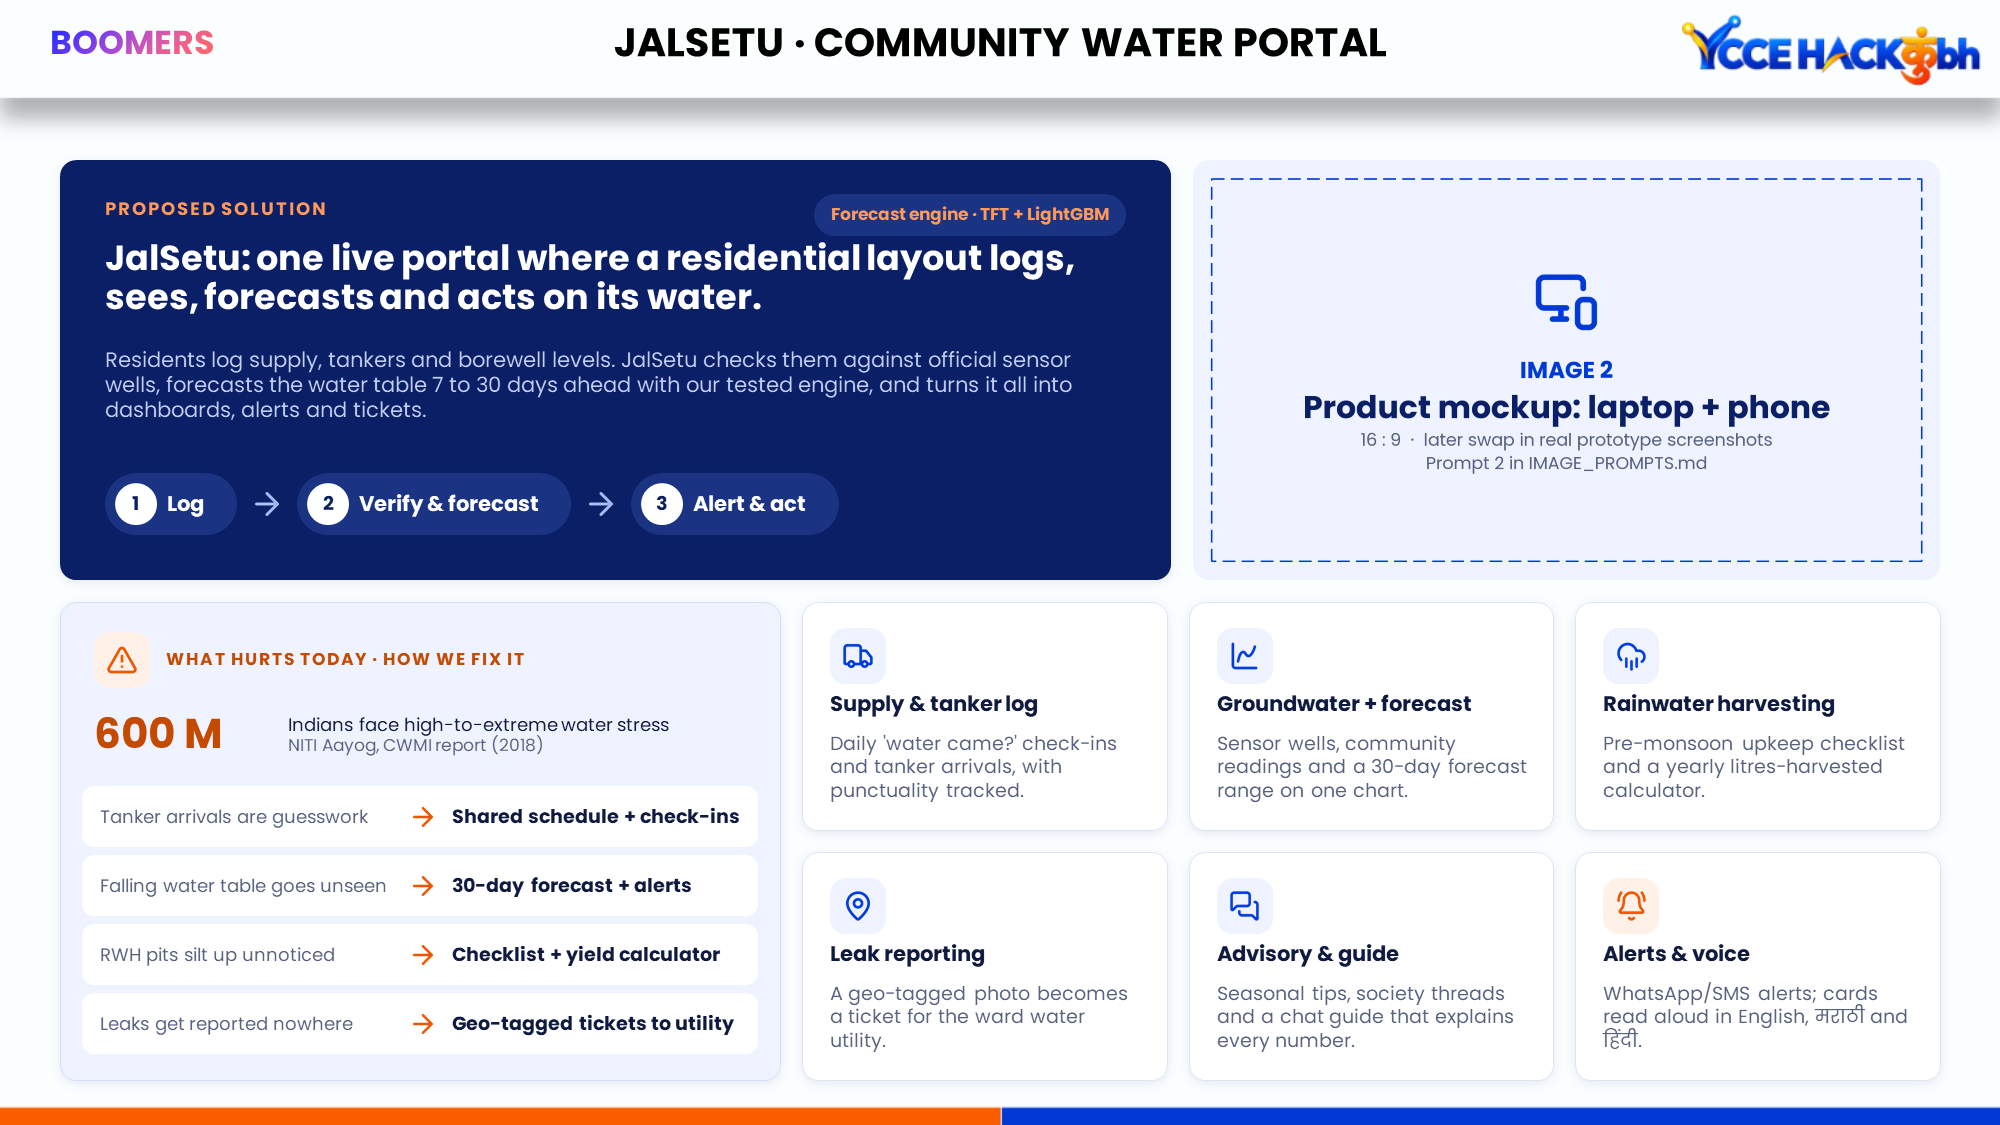 BOOMERS
JALSETU · COMMUNITY WATER PORTAL
YCCE HACKकुंbh
PROPOSED SOLUTION
Forecast engine · TFT + LightGBM
JalSetu: one live portal where a residential layout logs,
sees, forecasts and acts on its water.
Residents log supply, tankers and borewell levels. JalSetu checks them against official sensor
wells, forecasts the water table 7 to 30 days ahead with our tested engine, and turns it all into
dashboards, alerts and tickets.
1 Log
2 Verify & forecast
3 Alert & act
IMAGE 2
Product mockup: laptop + phone
16 : 9 · later swap in real prototype screenshots
Prompt 2 in IMAGE_PROMPTS.md
WHAT HURTS TODAY · HOW WE FIX IT
600 M
Indians face high-to-extreme water stress
NITI Aayog, CWMI report (2018)
Tanker arrivals are guesswork
Shared schedule + check-ins
Falling water table goes unseen
30-day forecast + alerts
RWH pits silt up unnoticed
Checklist + yield calculator
Leaks get reported nowhere
Geo-tagged tickets to utility
Supply & tanker log
Daily 'water came?' check-ins
and tanker arrivals, with
punctuality tracked.
Groundwater + forecast
Sensor wells, community
readings and a 30-day forecast
range on one chart.
Rainwater harvesting
Pre-monsoon upkeep checklist
and a yearly litres-harvested
calculator.
Leak reporting
A geo-tagged photo becomes
a ticket for the ward water
utility.
Advisory & guide
Seasonal tips, society threads
and a chat guide that explains
every number.
Alerts & voice
WhatsApp/SMS alerts; cards
read aloud in English, मराठी and
हिंदी.